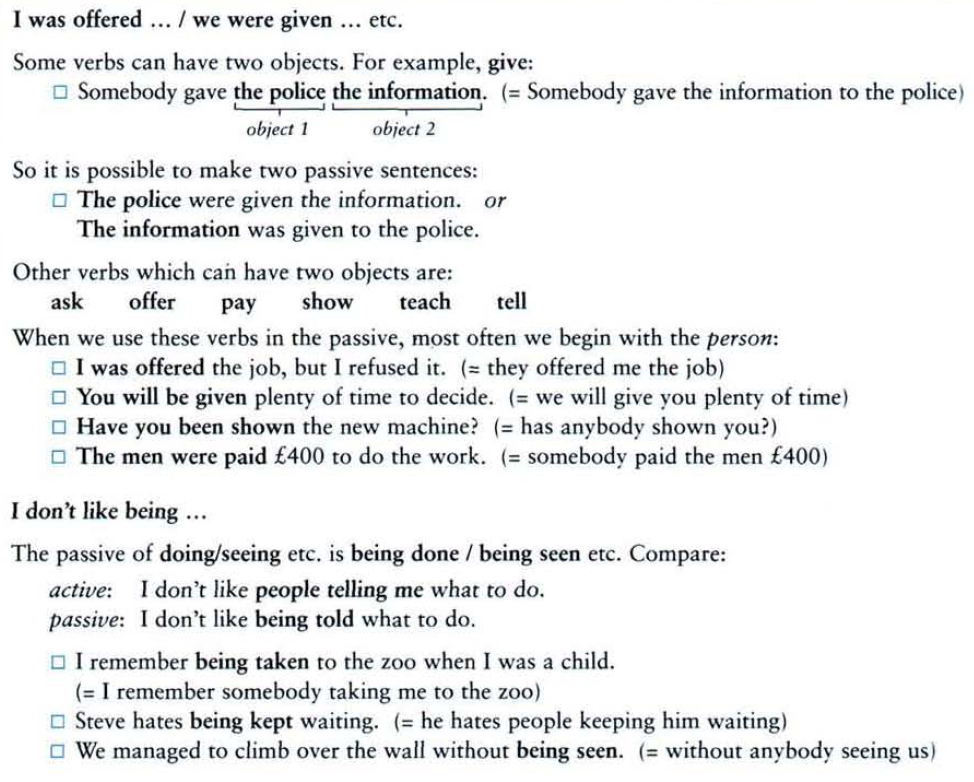 I was offered ... / we were given ... etc.
Some verbs can have two objects. For example, give:
□ Somebody gave the police the information. (= Somebody gave the information to the police)
object 1 object 2
So it is possible to make two passive sentences:
□ The police were given the information. or
The information was given to the police.
Other verbs which can have two objects are:
ask offer pay show teach tell
When we use these verbs in the passive, most often we begin with the person:
□ I was offered the job, but I refused it. (= they offered me the job)
□ You will be given plenty of time to decide. (= we will give you plenty of time)
□ Have you been shown the new machine? (= has anybody shown you?)
□ The men were paid £400 to do the work. (= somebody paid the men £400)
I don't like being ...
The passive of doing/seeing etc. is being done / being seen etc. Compare:
active: I don't like people telling me what to do.
passive: I don't like being told what to do.
□ I remember being taken to the zoo when I was a child.
(= I remember somebody taking me to the zoo)
□ Steve hates being kept waiting. (= he hates people keeping him waiting)
□ We managed to climb over the wall without being seen. (= without anybody seeing us)